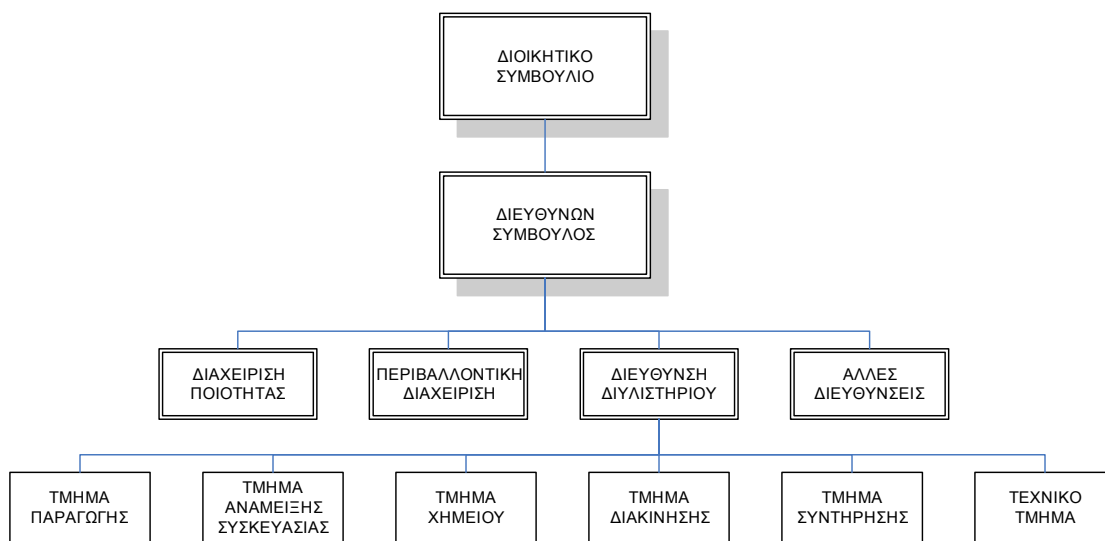 ΔΙΟΙΚΗΤΙΚΟ
ΣΥΜΒΟΥΛΙΟ
ΔΙΕΥΘΥΝΩΝ
ΣΥΜΒΟΥΛΟΣ
ΔΙΑΧΕΙΡΙΣΗ
ΠΟΙΟΤΗΤΑΣ
ΠΕΡΙΒΑΛΛΟΝΤΙΚΗ
ΔΙΑΧΕΙΡΙΣΗ
ΔΙΕΥΘΥΝΣΗ
ΔΙΥΛΙΣΤΗΡΙΟΥ
ΑΛΛΕΣ
ΔΙΕΥΘΥΝΣΕΙΣ
ΤΜΗΜΑ
ΠΑΡΑΓΩΓΗΣ
ΤΜΗΜΑ
ΑΝΑΜΕΙΞΗΣ
ΣΥΣΚΕΥΑΣΙΑΣ
ΤΜΗΜΑ
ΧΗΜΕΙΟΥ
ΤΜΗΜΑ
ΔΙΑΚΙΝΗΣΗΣ
ΤΜΗΜΑ
ΣΥΝΤΗΡΗΣΗΣ
ΤΕΧΝΙΚΟ
ΤΜΗΜΑ